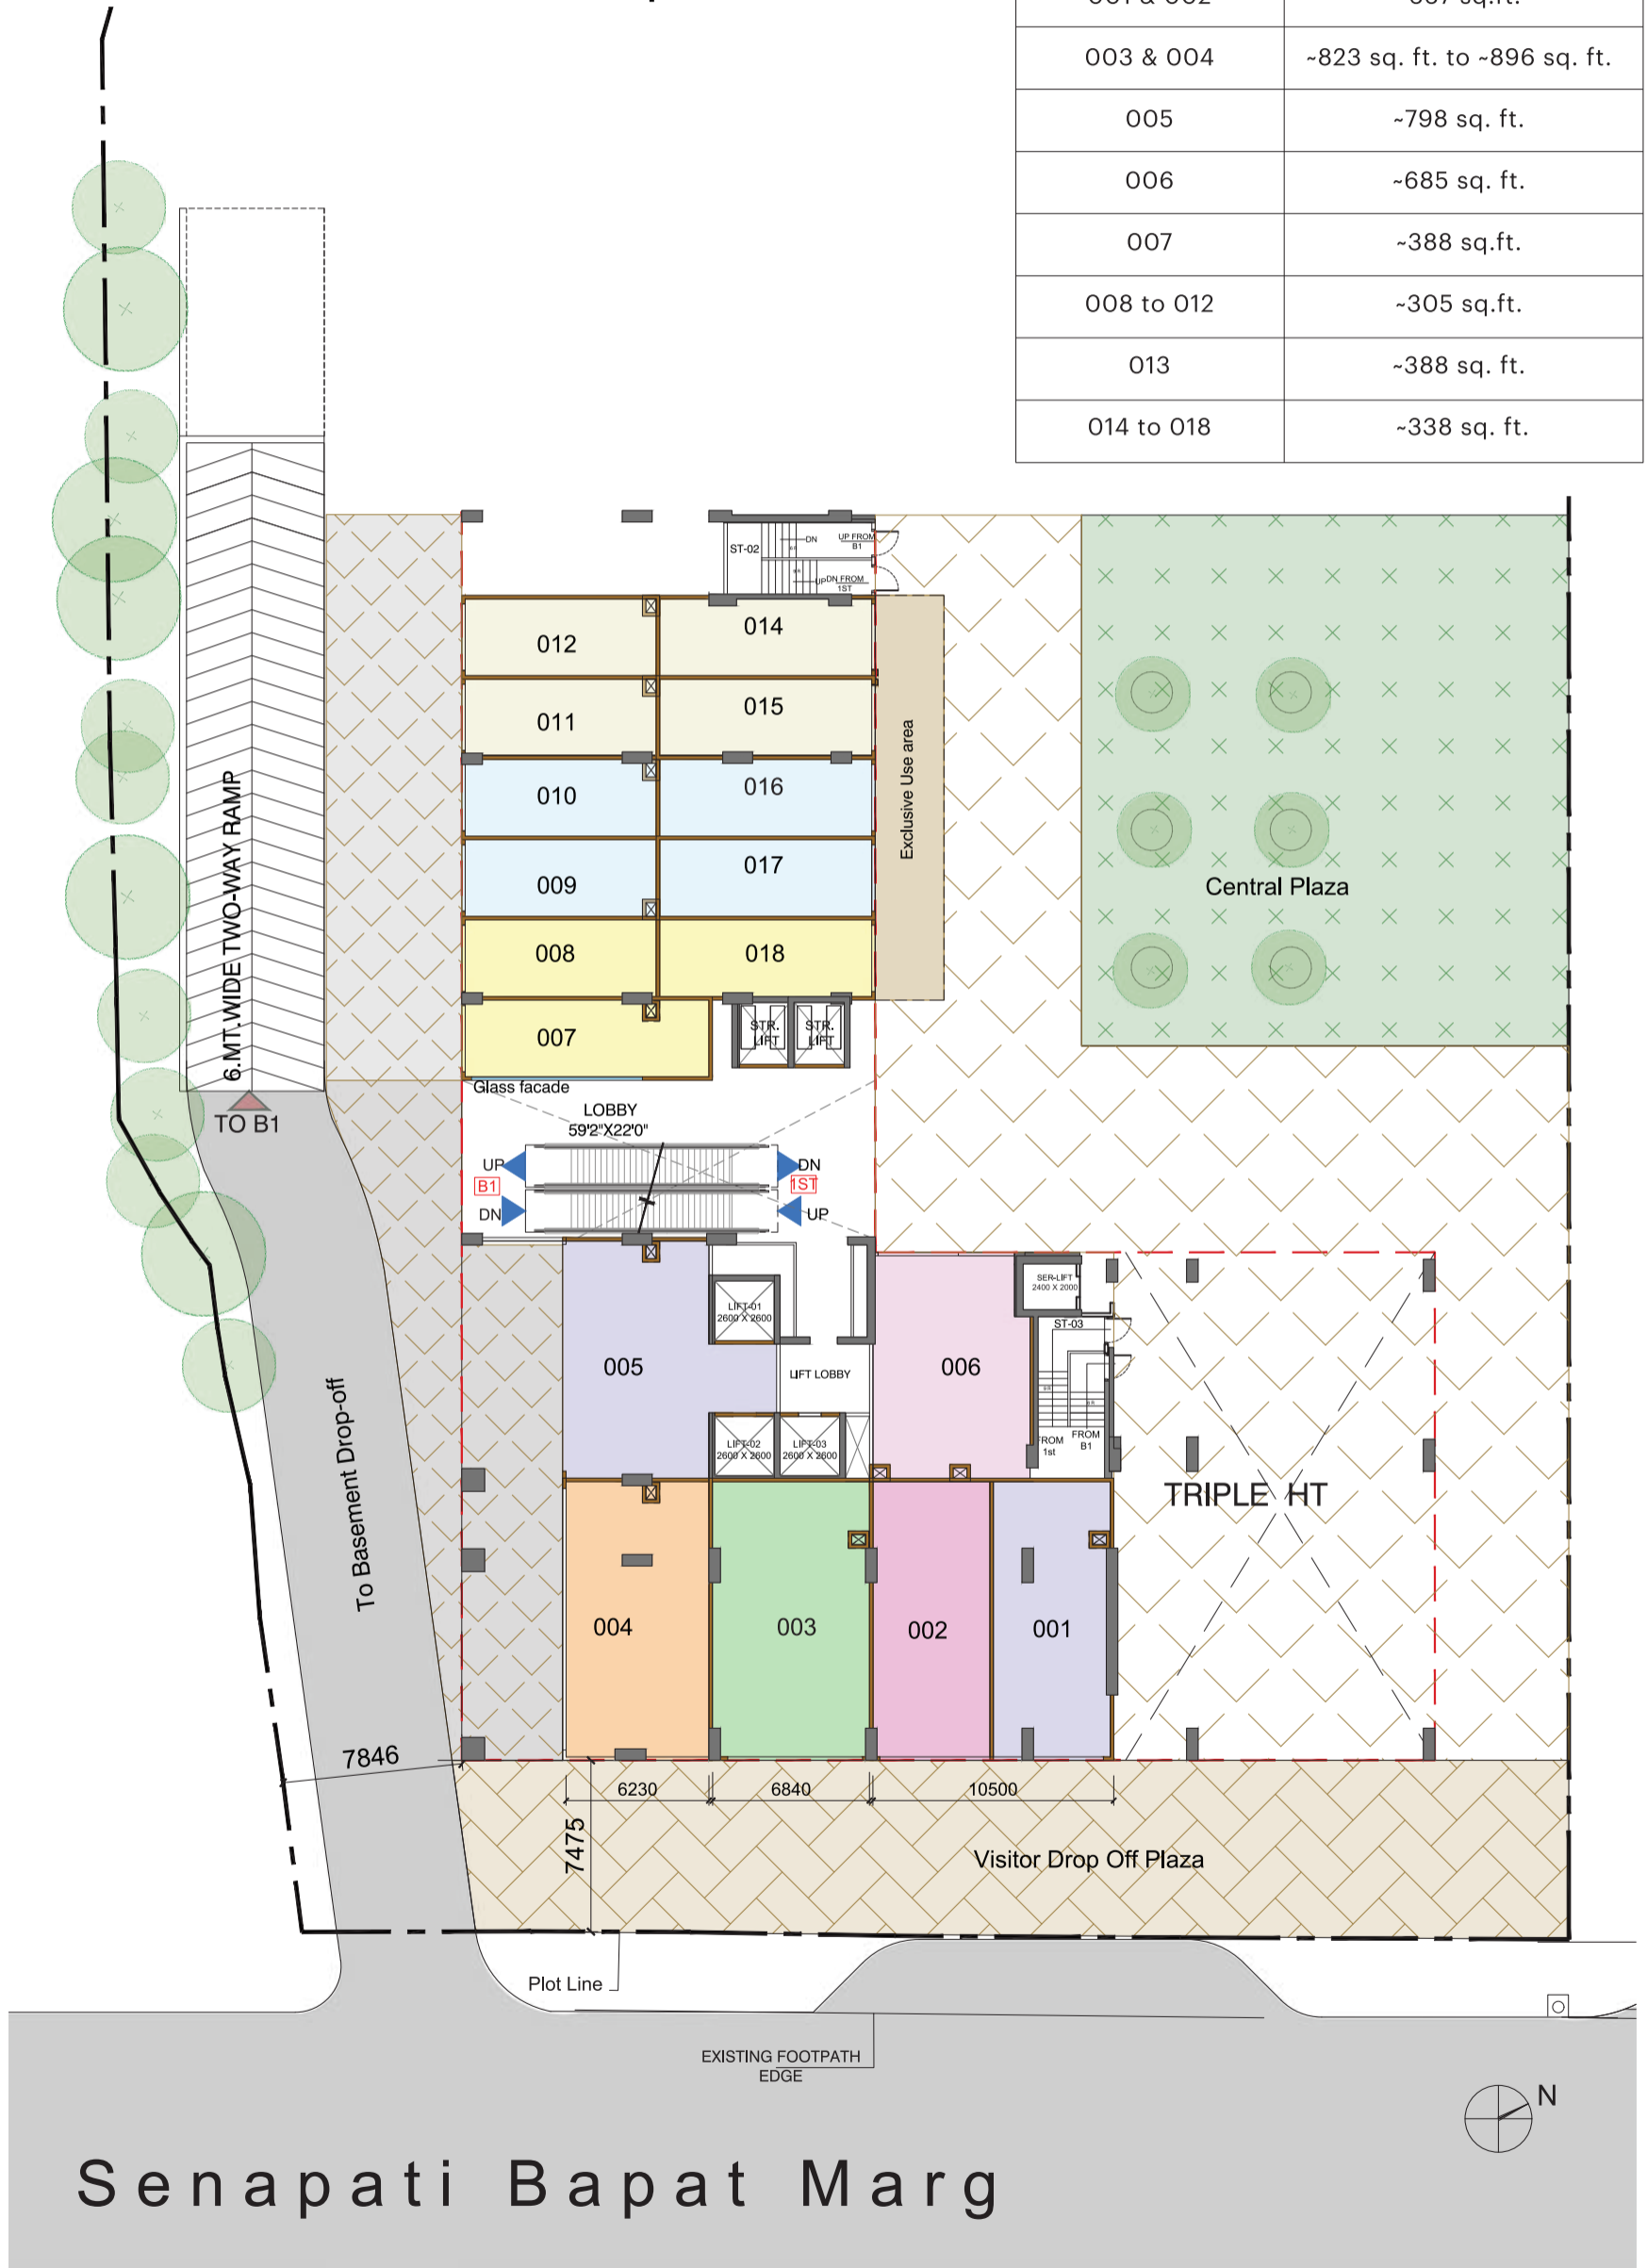 003 & 004 ~823 sq. ft. to ~896 sq. ft.
005 ~798 sq. ft.
006 ~685 sq. ft.
007 ~388 sq.ft.
008 to 012 ~305 sq.ft.
013 ~388 sq. ft.
014 to 018 ~338 sq. ft.
ST-02
DN
UP FROM
B1
UP
DN FROM
1ST
012
014
011
015
010
016
009
017
008
018
007
STR.
LIFT
STR.
LIFT
Exclusive Use area
Central Plaza
6.MT.WIDE TWO-WAY RAMP
TO B1
Glass facade
LOBBY
59'2"X22'0"
UP
DN
B1
1ST
DN
UP
SER-LIFT
2400 X 2000
LIFT-01
2600 X 2600
ST-03
005
LIFT LOBBY
006
LIFT-02
2600 X 2600
LIFT-03
2600 X 2600
FROM
1st
FROM
B1
To Basement Drop-off
TRIPLE HT
004
003
002
001
7846
6230
6840
10500
7475
Visitor Drop Off Plaza
Plot Line
EXISTING FOOTPATH
EDGE
N
Senapati Bapat Marg